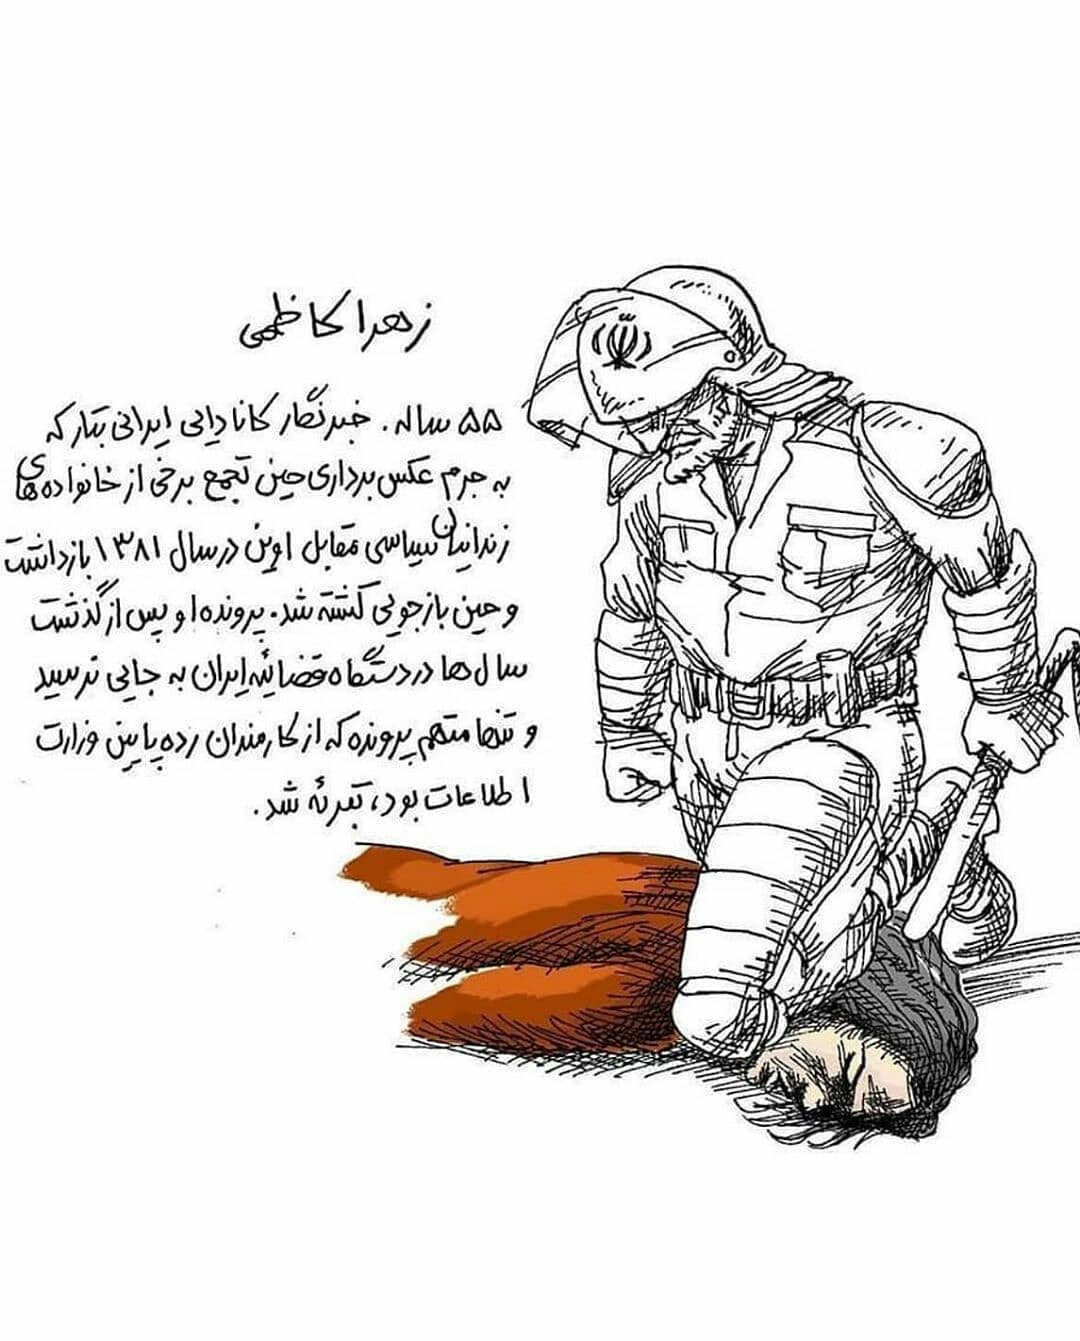 زهرا کاظمی
۵۵ ساله. خبرنگار کانادایی ایرانی تبار که
به جرم عکس برداری حین تجمع برخی از خانواده های
زندانیان سیاسی مقابل اوین در سال ۱۳۸۱ بازداشت
و حین بازجویی کشته شد. پرونده او پس از گذشت
سال ها در دستگاه قضائیه ایران به جایی نرسید
و تنها متهم پرونده که از کارمندان رده پایین وزارت
اطلاعات بود، تبرئه شد.